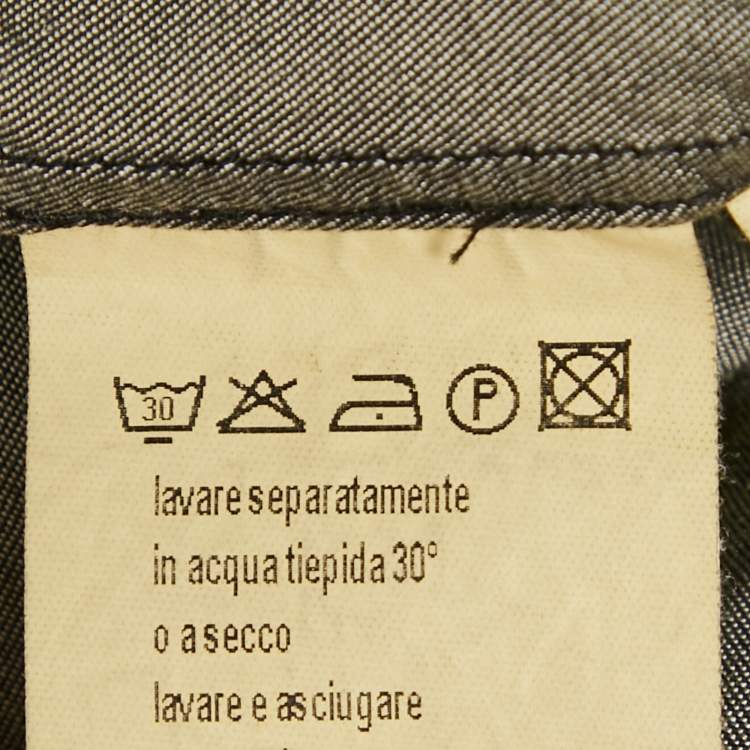 30
P
lavare separatamente
in acqua tiepida 30°
o a secco
lavare e asciugare